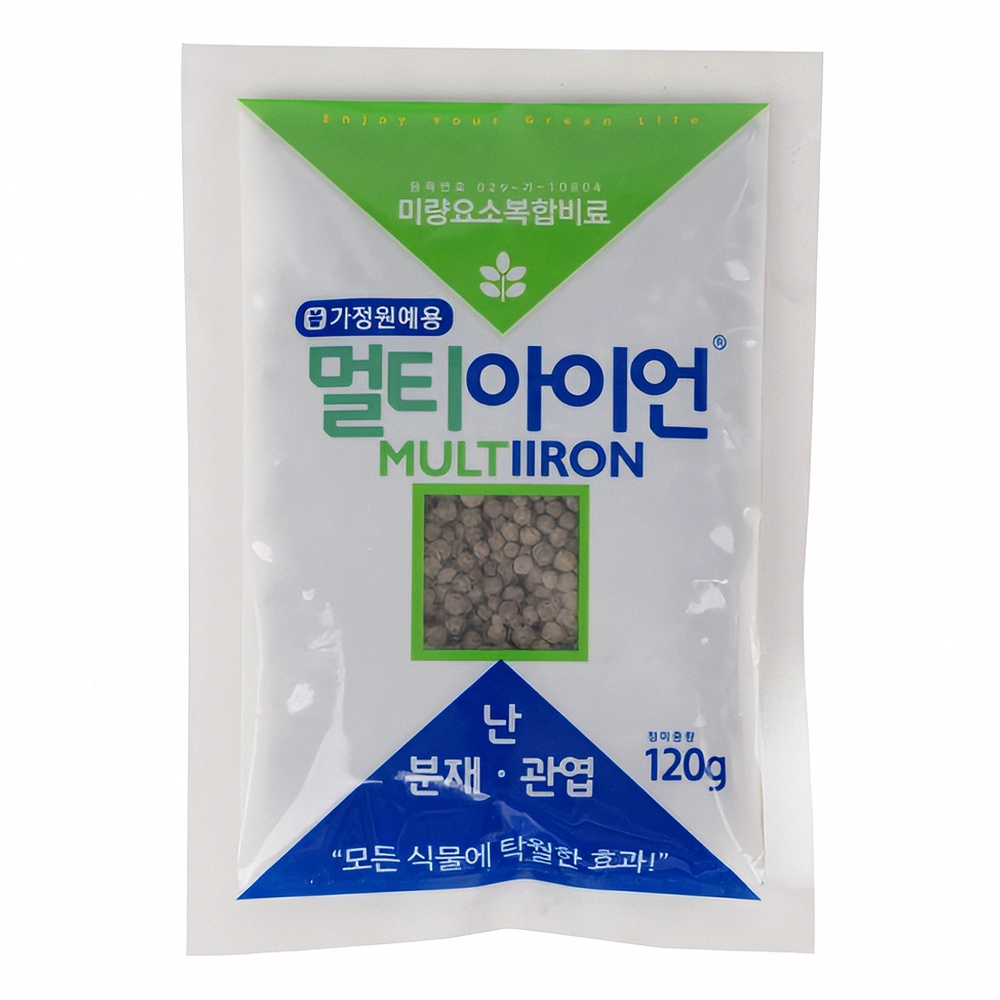 Enjoy Your Green Life
미량요소복합비료
가정원예용
멀티아이언®
MULTIIRON
난
분재·관엽
120g
“모든 식물에 탁월한 효과!”